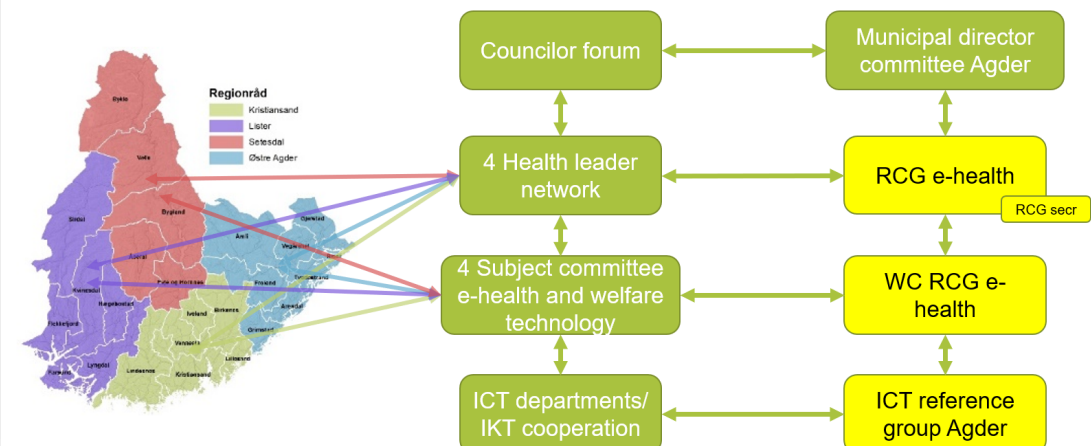 Regionråd
Kristiansand
Lister
Setesdal
Østre Agder
Bykle
Valle
Bygland
Sirdal
Åmli
Gjerstad
Vegårshei
Kvinesdal
Hægebostad
Evje og Hornnes
Froland
Arendal
Iveland
Birkenes
Grimstad
Flekkefjord
Vennesla
Lillesand
Farsund
Lyngdal
Lindesnes
Kristiansand
Councilor forum
Municipal director
committee Agder
4 Health leader
network
RCG e-health
RCG secr
4 Subject committee
e-health and welfare
technology
WC RCG e-
health
ICT departments/
IKT cooperation
ICT reference
group Agder